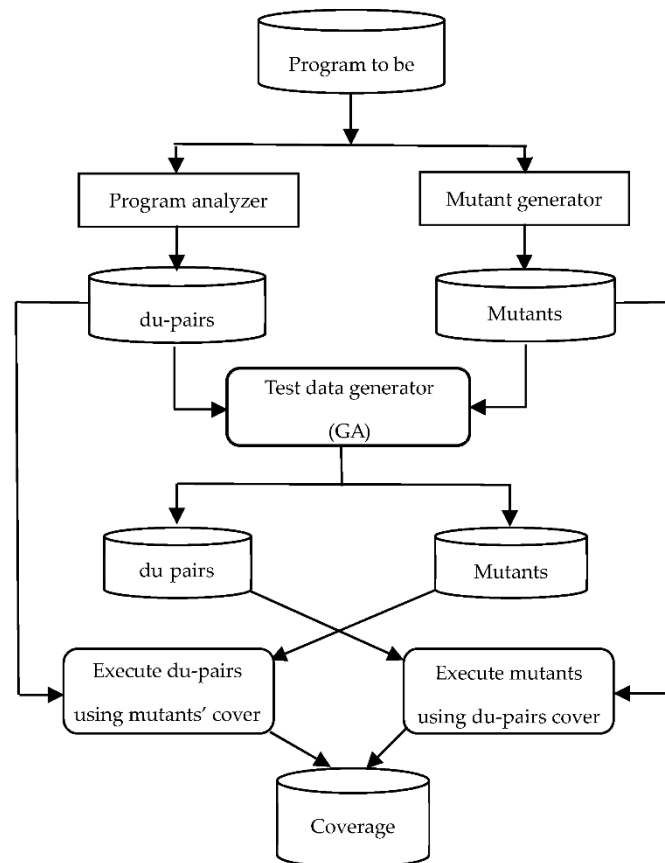 Program to be
Program analyzer
Mutant generator
du-pairs
Mutants
Test data generator
(GA)
du pairs
Mutants
Execute du-pairs
using mutants’ cover
Execute mutants
using du-pairs cover
Coverage